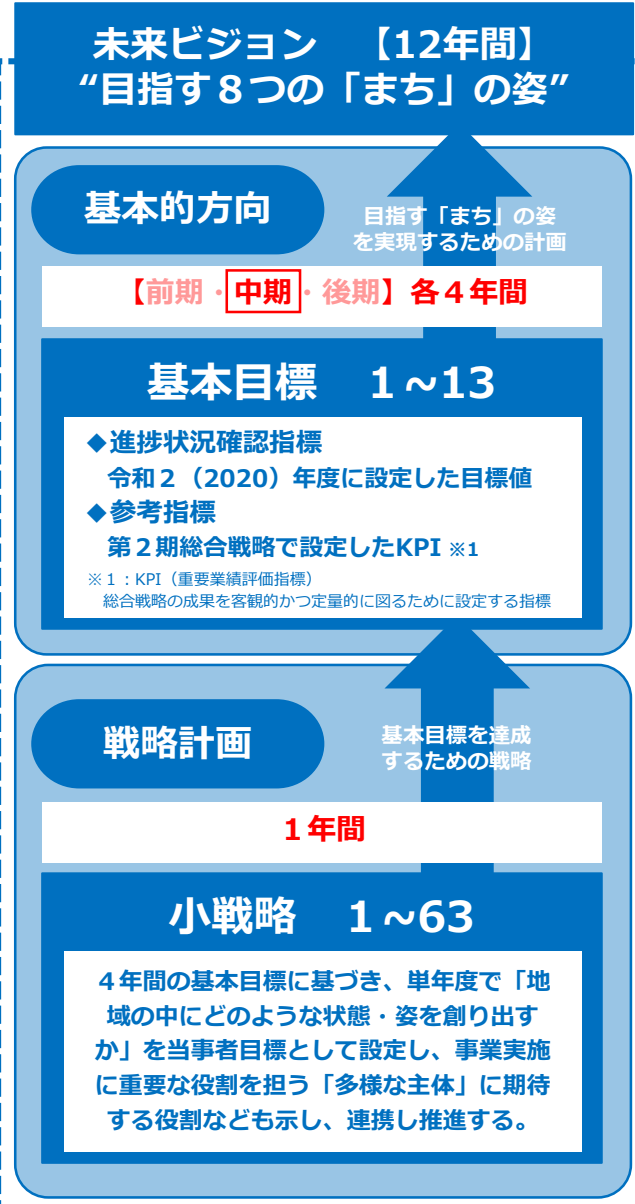 未来ビジョン　【12年間】
“目指す８つの「まち」の姿”
基本的方向
目指す「まち」の姿
を実現するための計画
【前期・中期・後期】各４年間
基本目標　１~13
◆進捗状況確認指標
令和２（2020）年度に設定した目標値
◆参考指標
第２期総合戦略で設定したKPI ※1
※１：KPI（重要業績評価指標）
総合戦略の成果を客観的かつ定量的に図るために設定する指標
戦略計画
基本目標を達成
するための戦略
１年間
小戦略　１~63
４年間の基本目標に基づき、単年度で「地
域の中にどのような状態・姿を創り出す
か」を当事者目標として設定し、事業実施
に重要な役割を担う「多様な主体」に期待
する役割なども示し、連携し推進する。